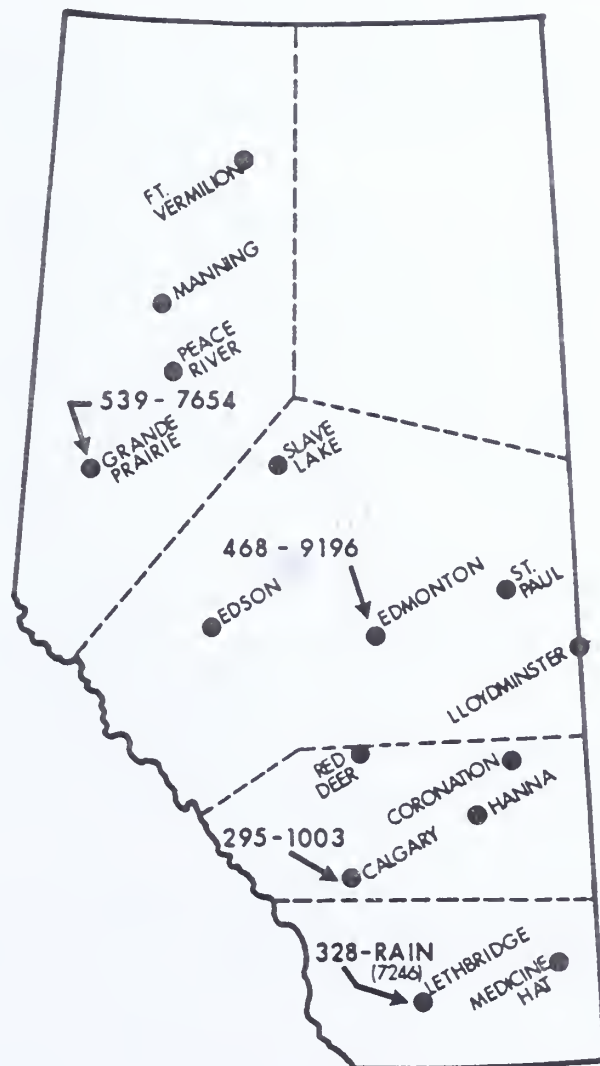 FT.
VERMILION
MANNING
PEACE
RIVER
539-7654
GRANDE
PRAIRIE
SLAVE
LAKE
468-9196
EDSON
EDMONTON
ST.
PAUL
LLOYDMINSTER
RED
DEER
CORONATION
HANNA
295-1003
CALGARY
328-RAIN
(7246)
LETHBRIDGE
MEDICINE
HAT